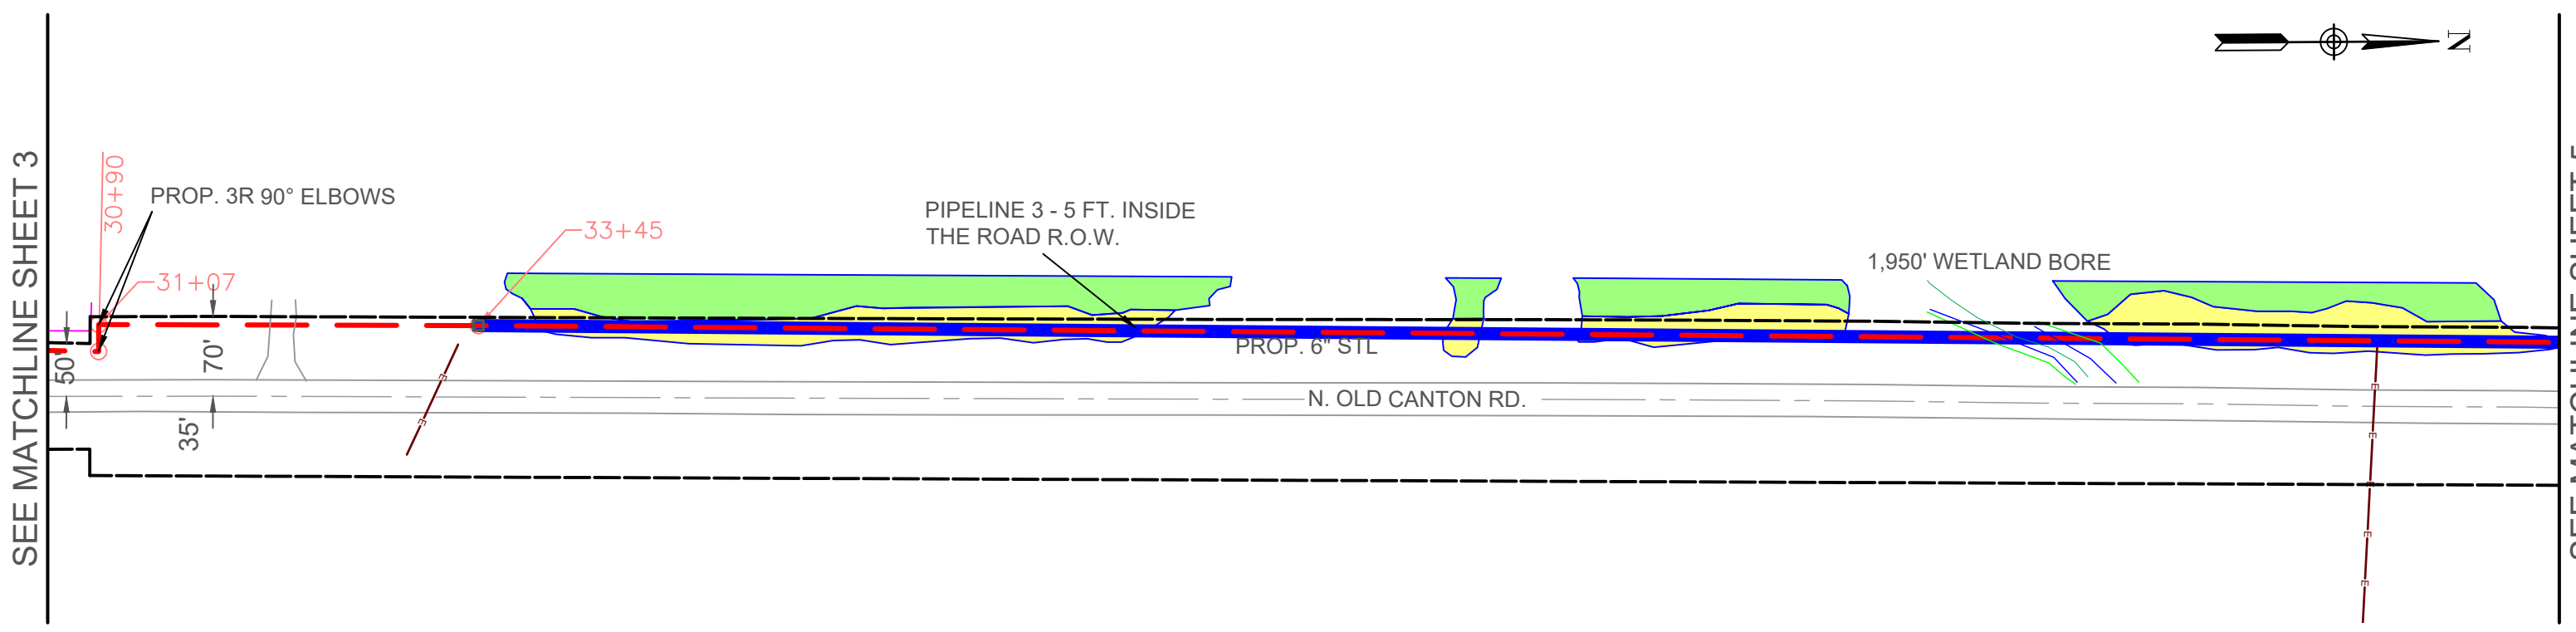 SEE MATCHLINE SHEET 3
30+90
PROP. 3R 90° ELBOWS
31+07
33+45
PIPELINE 3 - 5 FT. INSIDE
THE ROAD R.O.W.
1,950' WETLAND BORE
N
50'
70'
35'
PROP. 6" STL
N. OLD CANTON RD.
E
E
E
E
E
E
E